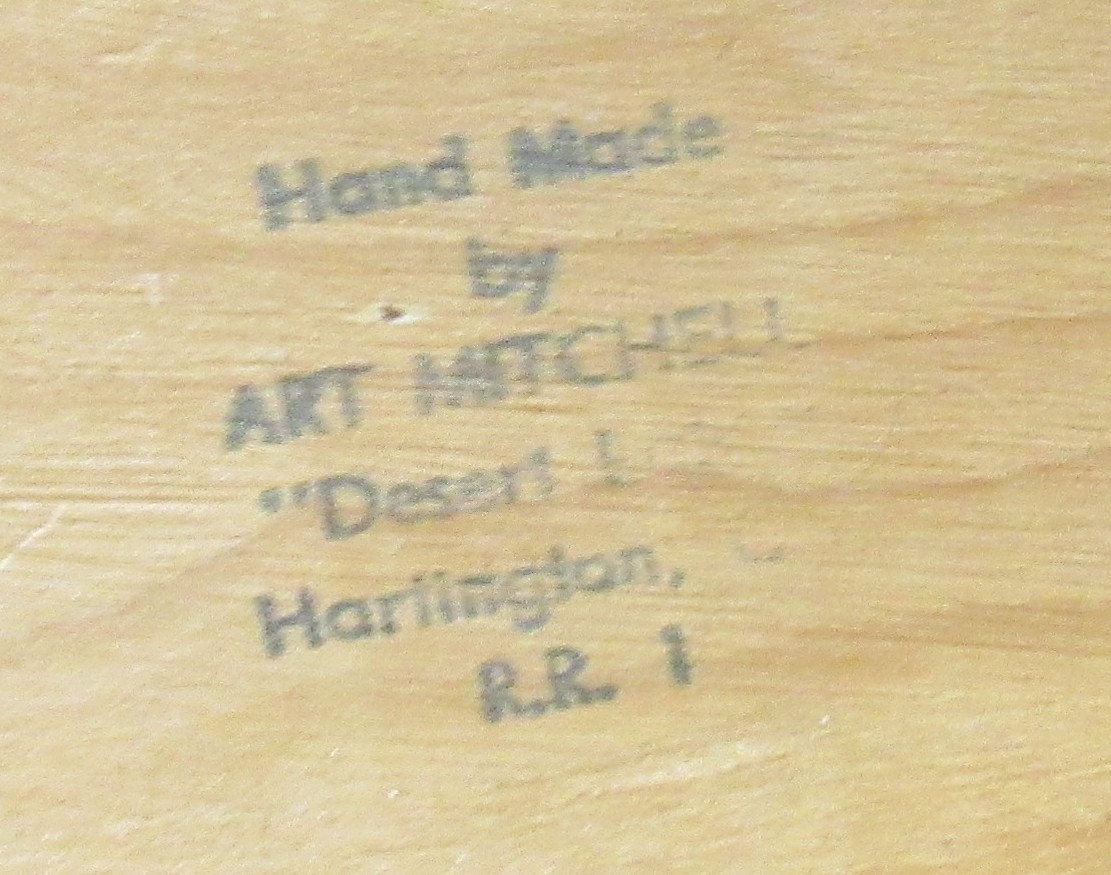 Hand Made
by
ART MITCHELL
"Desert
Harlington,
R.R. 1